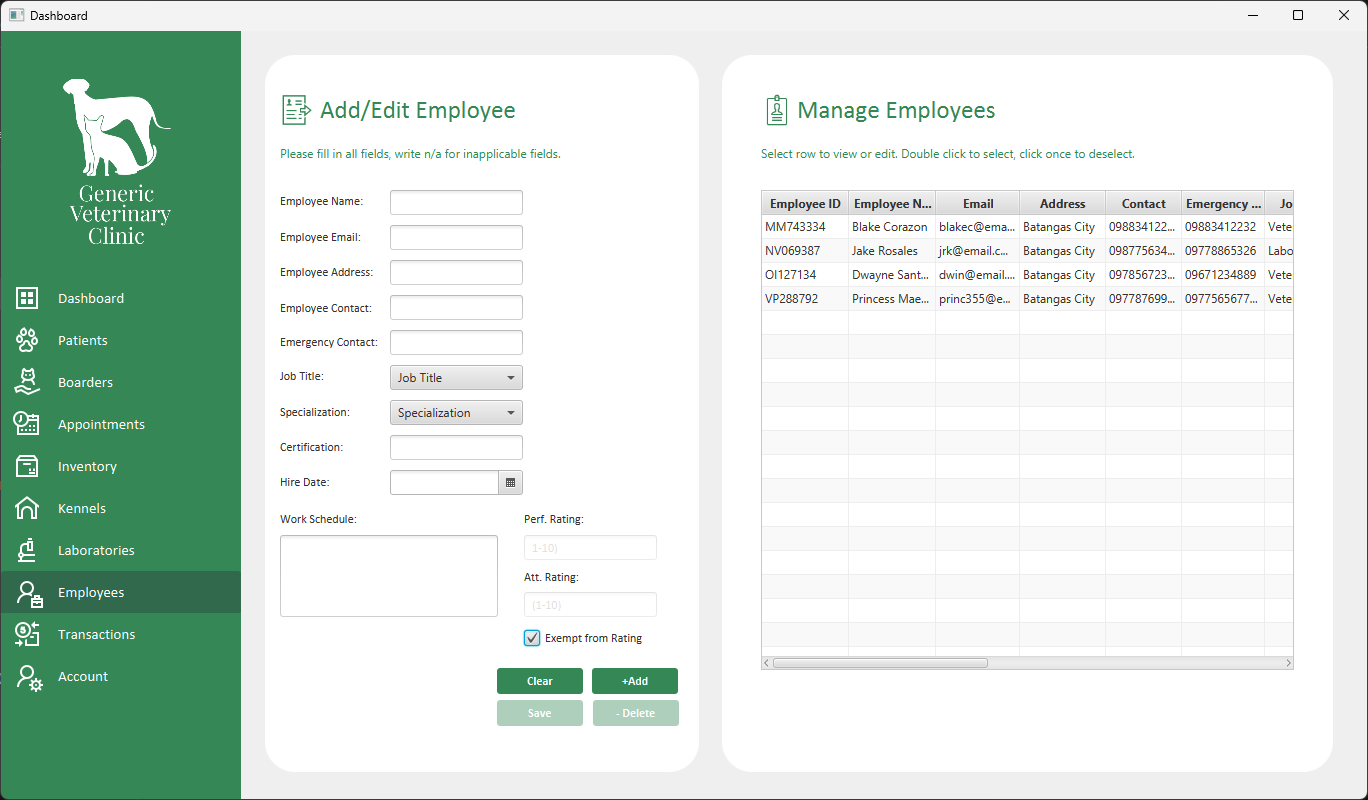 Dashboard
Generic
Veterinary
Clinic
Dashboard
Patients
Boarders
Appointments
Inventory
Kennels
Laboratories
Employees
Transactions
Account
Add/Edit Employee
Please fill in all fields, write n/a for inapplicable fields.
Employee Name:
Employee Email:
Employee Address:
Employee Contact:
Emergency Contact:
Job Title: Job Title
Specialization: Specialization
Certification:
Hire Date:
Work Schedule:
Perf. Rating:
1-10)
Att. Rating:
(1-10)
Exempt from Rating
Clear +Add
Save - Delete
Manage Employees
Select row to view or edit. Double click to select, click once to deselect.
Employee ID Employee N... Email Address Contact Emergency ... Jo
MM743334 Blake Corazon blakec@ema... Batangas City 098834122... 09883412232 Vete
NV069387 Jake Rosales jrk@email.c... Batangas City 098775634... 09778865326 Labo
OI127134 Dwayne Sant... dwin@email.... Batangas City 097856723... 09671234889 Vete
VP288792 Princess Mae... princ355@e... Batangas City 097787699... 0977565677... Vete